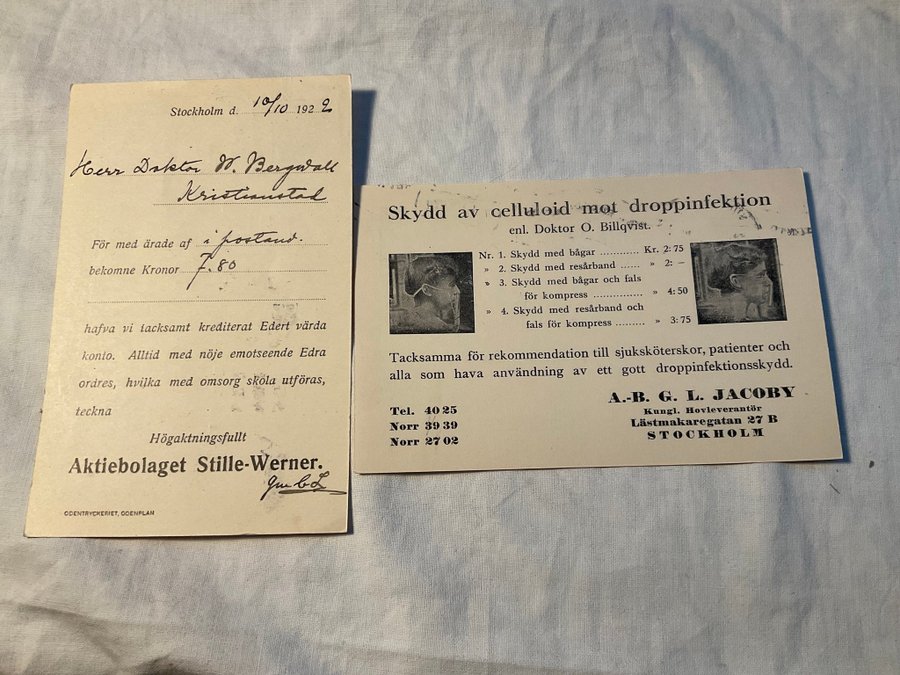 Stockholm d. 10/10 1922
Herr Doktor W. Bergwall
Kristianstad
För med ärade af i postanv.
bekomne Kronor 7.80
hafva vi tacksamt krediterat Edert värda
konto. Alltid med nöje emotseende Edra
ordres, hvilka med omsorg skola utföras,
teckna
Högaktningsfullt
Aktiebolaget Stille-Werner.
ODENTRYCKERIET, ODENPLAN
Skydd av celluloid mot droppinfektion
enl. Doktor O. Billqvist.
Nr. 1. Skydd med bågar ............ Kr. 2: 75
» 2. Skydd med resårband ...... » 2: –
» 3. Skydd med bågar och fals
för kompress ............... » 4: 50
» 4. Skydd med resårband och
fals för kompress ......... » 3: 75
Tacksamma för rekommendation till sjuksköterskor, patienter och
alla som hava användning av ett gott droppinfektionsskydd.
Tel. 40 25
Norr 39 39
Norr 27 02
A.-B. G. L. JACOBY
Kungl. Hovleverantör
Lästmakaregatan 27 B
STOCKHOLM